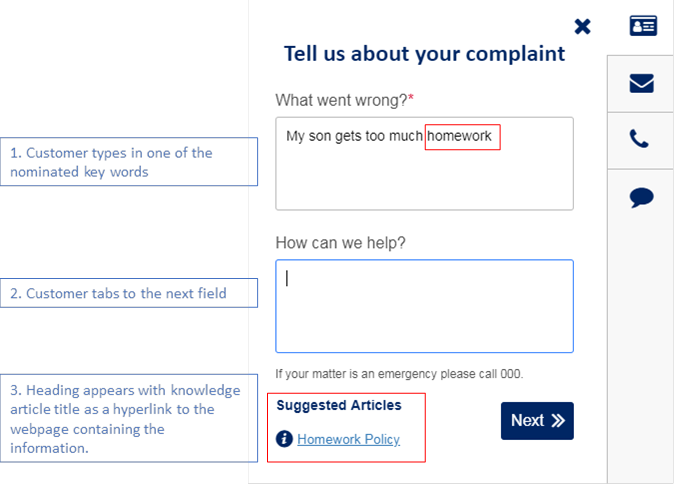 Tell us about your complaint
What went wrong?*
My son gets too much homework
1. Customer types in one of the
nominated key words
How can we help?
2. Customer tabs to the next field
If your matter is an emergency please call 000.
3. Heading appears with knowledge
article title as a hyperlink to the
webpage containing the
information.
Suggested Articles
Homework Policy
Next